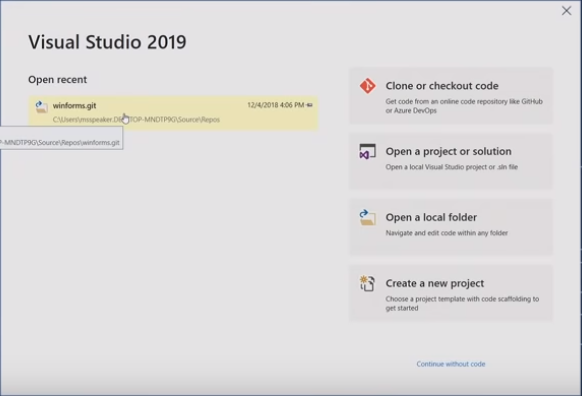 Visual Studio 2019
Open recent
winforms.git
12/4/2018 4:06 PM
C:\Users\msspeaker.DESKTOP-MNDTP9G\Source\Repos
P-MNDTP9G\Source\Repos\winforms.git
Clone or checkout code
Get code from an online code repository like GitHub
or Azure DevOps
Open a project or solution
Open a local Visual Studio project or .sln file
Open a local folder
Navigate and edit code within any folder
Create a new project
Choose a project template with code scaffolding to
get started
Continue without code